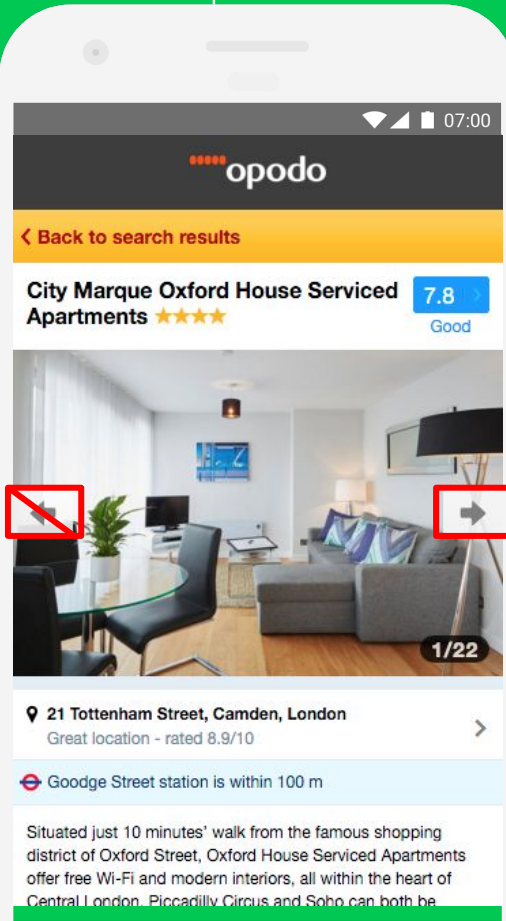 07:00
opodo
Back to search results
City Marque Oxford House Serviced
Apartments
7.8
Good
1/22
21 Tottenham Street, Camden, London
Great location - rated 8.9/10
Goodge Street station is within 100 m
Situated just 10 minutes' walk from the famous shopping
district of Oxford Street, Oxford House Serviced Apartments
offer free Wi-Fi and modern interiors, all within the heart of
Central London. Piccadilly Circus and Soho can both be